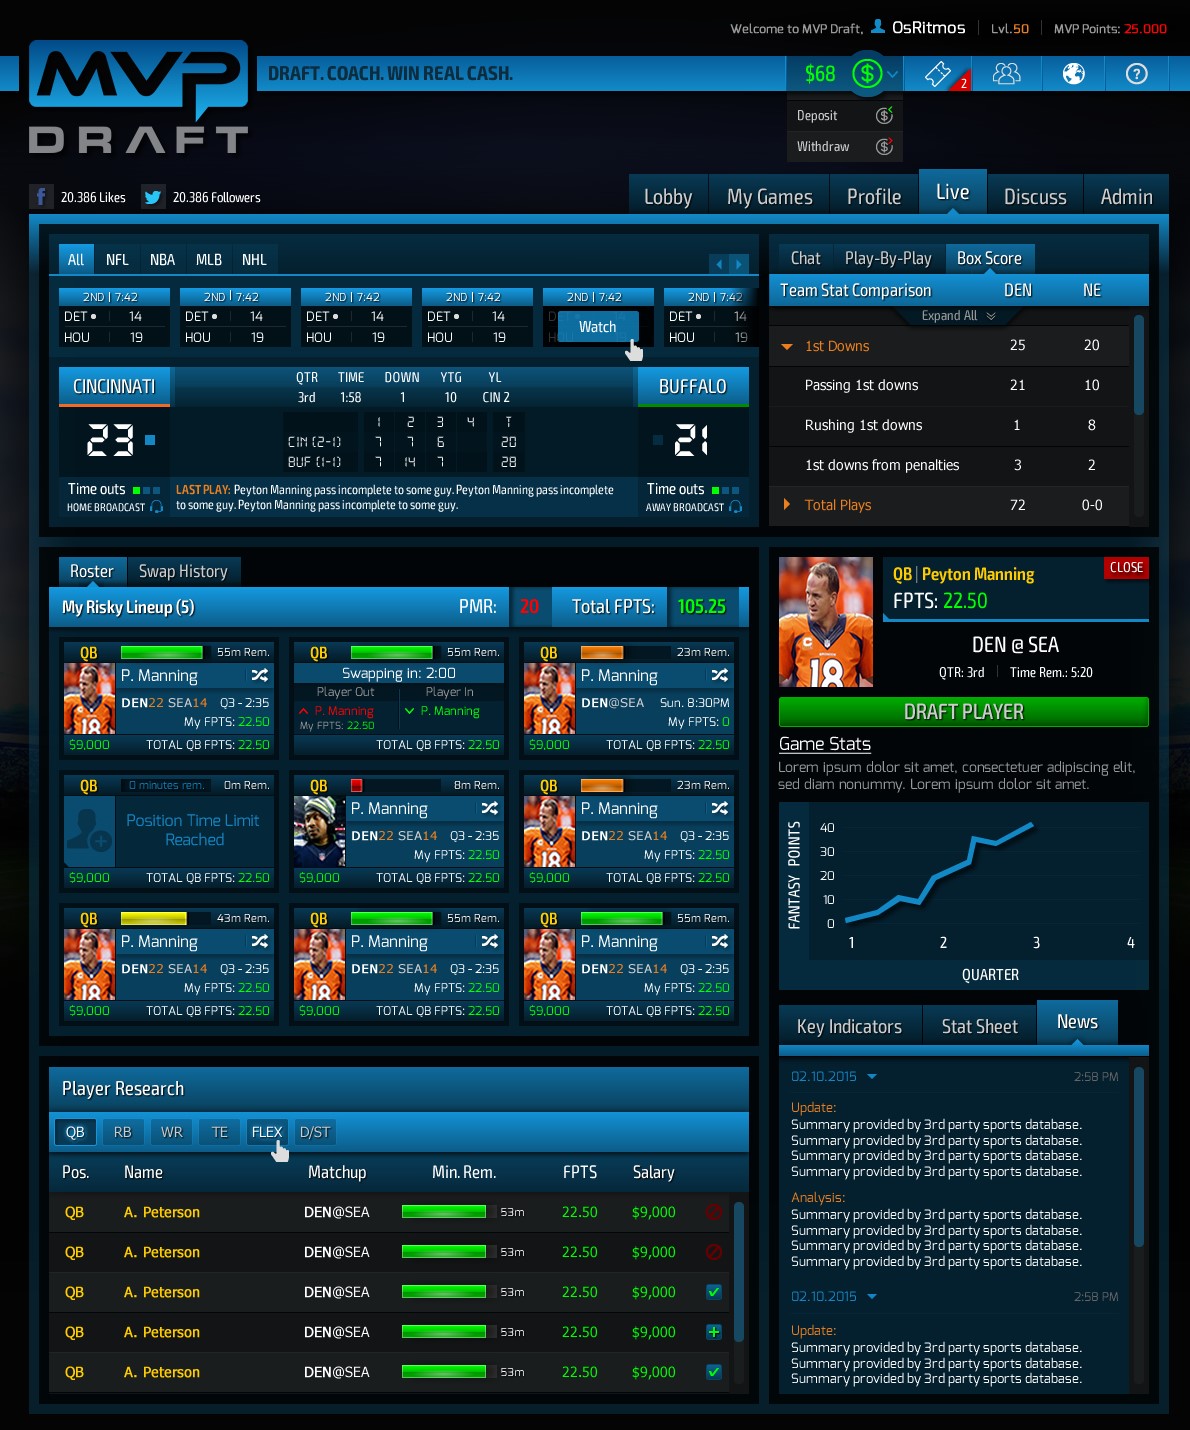 Welcome to MVP Draft, OsRitmos Lvl.50 MVP Points: 25.000
MVP
DRAFT
DRAFT. COACH. WIN REAL CASH.
$68 2
Deposit
Withdraw
20.386 Likes 20.386 Followers
Lobby My Games Profile Live Discuss Admin
All NFL NBA MLB NHL
2ND | 7:42 2ND | 7:42 2ND | 7:42 2ND | 7:42 2ND | 7:42 2ND | 7:42
DET • 14 DET • 14 DET • 14 DET • 14 DET • 14
HOU 19 HOU 19 HOU 19 HOU 19 HOU 19
Watch
CINCINNATI
QTR TIME DOWN YTG YL
3rd 1:58 1 10 CIN 2
BUFFALO
23
1 2 3 4 T
CIN (2-1) 7 7 6 20
BUF (1-1) 7 14 7 28
21
Time outs
HOME BROADCAST
LAST PLAY: Peyton Manning pass incomplete to some guy. Peyton Manning pass incomplete
to some guy. Peyton Manning pass incomplete to some guy.
Time outs
AWAY BROADCAST
Chat Play-By-Play Box Score
Team Stat Comparison DEN NE
Expand All
1st Downs 25 20
Passing 1st downs 21 10
Rushing 1st downs 1 8
1st downs from penalties 3 2
Total Plays 72 0-0
Roster Swap History
My Risky Lineup (5) PMR: 20 Total FPTS: 105.25
QB 55m Rem.
P. Manning
DEN22 SEA14 Q3 - 2:35
My FPTS: 22.50
$9,000 TOTAL QB FPTS: 22.50
QB 55m Rem.
Swapping in: 2:00
Player Out Player In
P. Manning P. Manning
My FPTS: 22.50
TOTAL QB FPTS: 22.50
QB 23m Rem.
P. Manning
DEN@SEA Sun. 8:30PM
My FPTS: 0
$9,000 TOTAL QB FPTS: 22.50
QB 0 minutes rem. 0m Rem.
Position Time Limit
Reached
$9,000 TOTAL QB FPTS: 22.50
QB 8m Rem.
P. Manning
DEN22 SEA14 Q3 - 2:35
My FPTS: 22.50
$9,000 TOTAL QB FPTS: 22.50
QB 23m Rem.
P. Manning
DEN22 SEA14 Q3 - 2:35
My FPTS: 22.50
$9,000 TOTAL QB FPTS: 22.50
QB 43m Rem.
P. Manning
DEN22 SEA14 Q3 - 2:35
My FPTS: 22.50
$9,000 TOTAL QB FPTS: 22.50
QB 55m Rem.
P. Manning
DEN22 SEA14 Q3 - 2:35
My FPTS: 22.50
$9,000 TOTAL QB FPTS: 22.50
QB 55m Rem.
P. Manning
DEN22 SEA14 Q3 - 2:35
My FPTS: 22.50
$9,000 TOTAL QB FPTS: 22.50
18
QB | Peyton Manning CLOSE
FPTS: 22.50
DEN @ SEA
QTR: 3rd Time Rem.: 5:20
DRAFT PLAYER
Game Stats
Lorem ipsum dolor sit amet, consectetuer adipiscing elit,
sed diam nonummy. Lorem ipsum dolor sit amet.
FANTASY POINTS
40
30
20
10
0
1 2 3 4
QUARTER
Key Indicators Stat Sheet News
02.10.2015 2:58 PM
Update:
Summary provided by 3rd party sports database.
Summary provided by 3rd party sports database.
Summary provided by 3rd party sports database.
Summary provided by 3rd party sports database.
Analysis:
Summary provided by 3rd party sports database.
Summary provided by 3rd party sports database.
Summary provided by 3rd party sports database.
Summary provided by 3rd party sports database.
02.10.2015 2:58 PM
Update:
Summary provided by 3rd party sports database.
Summary provided by 3rd party sports database.
Summary provided by 3rd party sports database.
Player Research
QB RB WR TE FLEX D/ST
Pos. Name Matchup Min. Rem. FPTS Salary
QB A. Peterson DEN@SEA 53m 22.50 $9,000
QB A. Peterson DEN@SEA 53m 22.50 $9,000
QB A. Peterson DEN@SEA 53m 22.50 $9,000
QB A. Peterson DEN@SEA 53m 22.50 $9,000
QB A. Peterson DEN@SEA 53m 22.50 $9,000